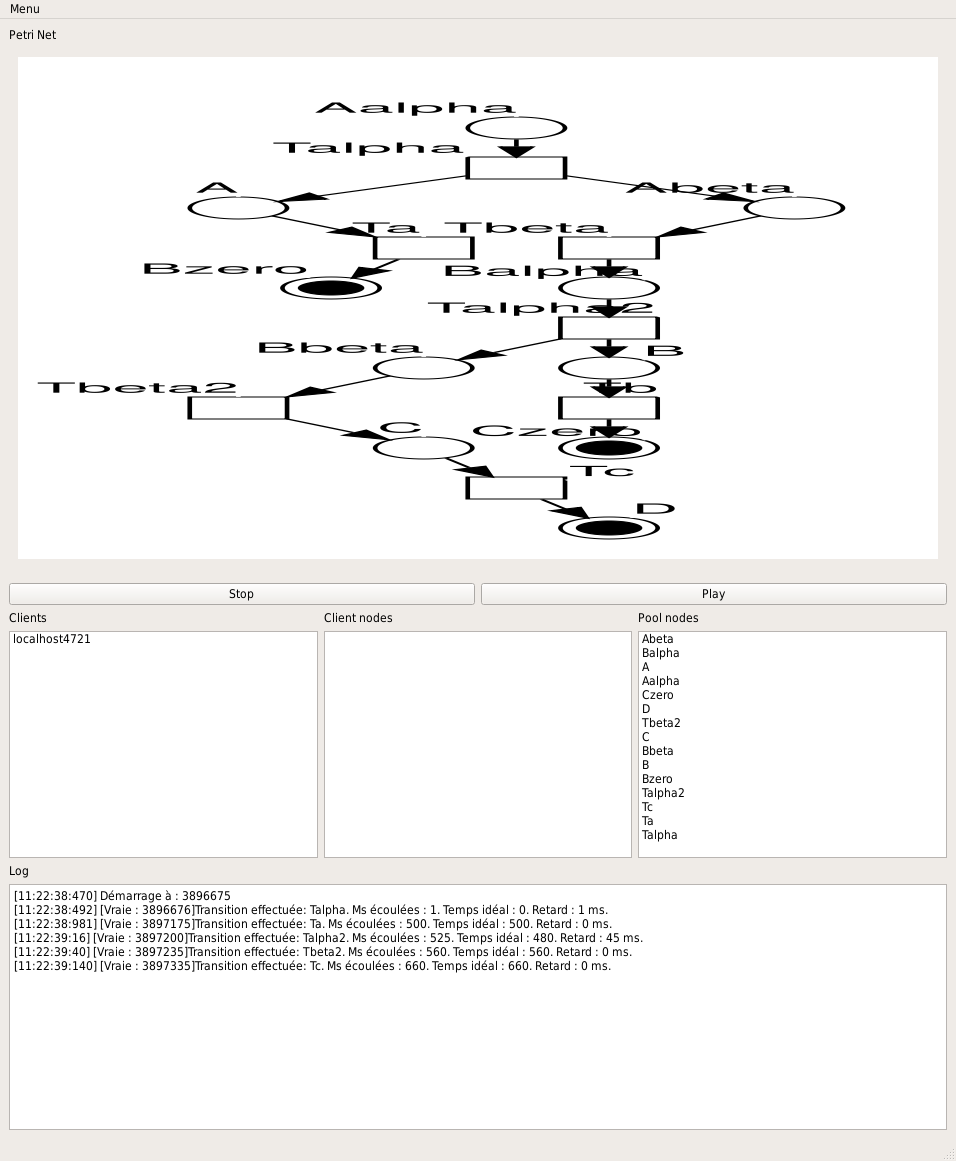 Menu
Petri Net
Aalpha
Talpha
A
Abeta
Ta Tbeta
Bzero
Balpha
Talpha2
Bbeta
B
Tbeta2
Tb
C
Czero
Tc
D
Stop
Play
Clients
Client nodes
Pool nodes
localhost4721
Abeta
Balpha
A
Aalpha
Czero
D
Tbeta2
C
Bbeta
B
Bzero
Talpha2
Tc
Ta
Talpha
Log
[11:22:38:470] Démarrage à : 3896675
[11:22:38:492] [Vraie : 3896676]Transition effectuée: Talpha. Ms écoulées : 1. Temps idéal : 0. Retard : 1 ms.
[11:22:38:981] [Vraie : 3897175]Transition effectuée: Ta. Ms écoulées : 500. Temps idéal : 500. Retard : 0 ms.
[11:22:39:16] [Vraie : 3897200]Transition effectuée: Talpha2. Ms écoulées : 525. Temps idéal : 480. Retard : 45 ms.
[11:22:39:40] [Vraie : 3897235]Transition effectuée: Tbeta2. Ms écoulées : 560. Temps idéal : 560. Retard : 0 ms.
[11:22:39:140] [Vraie : 3897335]Transition effectuée: Tc. Ms écoulées : 660. Temps idéal : 660. Retard : 0 ms.